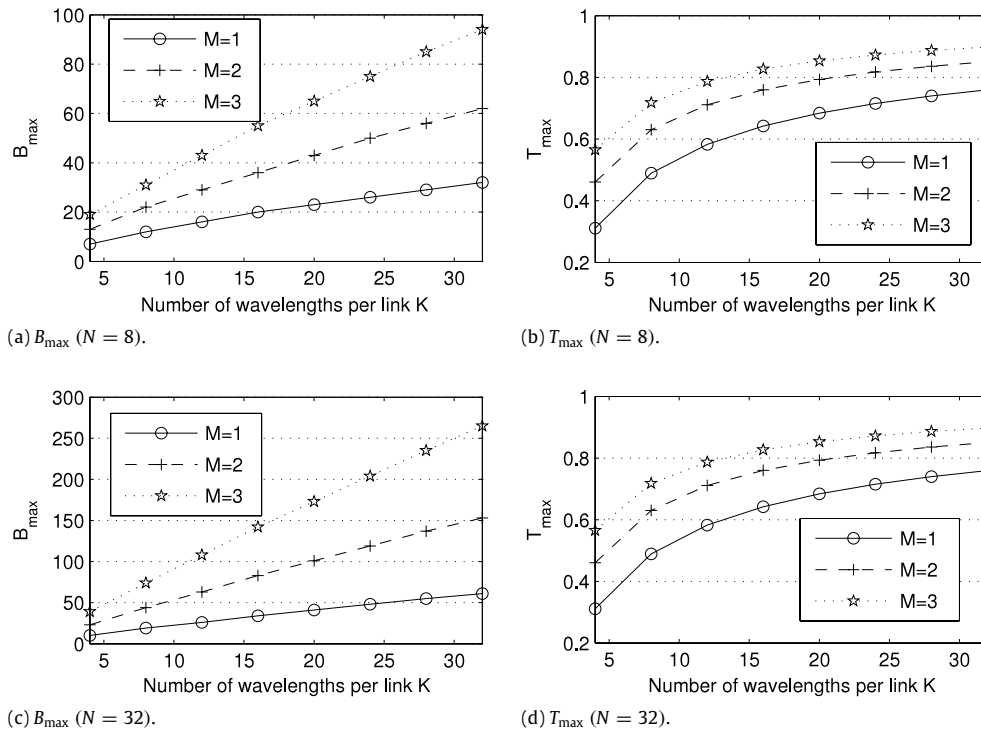 100
80
60
40
20
0
B_max
M=1
M=2
M=3
5 10 15 20 25 30
Number of wavelengths per link K
(a) B_max (N = 8).
1
0.8
0.6
0.4
0.2
T_max
M=1
M=2
M=3
5 10 15 20 25 30
Number of wavelengths per link K
(b) T_max (N = 8).
300
250
200
150
100
50
0
B_max
M=1
M=2
M=3
5 10 15 20 25 30
Number of wavelengths per link K
(c) B_max (N = 32).
1
0.8
0.6
0.4
0.2
T_max
M=1
M=2
M=3
5 10 15 20 25 30
Number of wavelengths per link K
(d) T_max (N = 32).